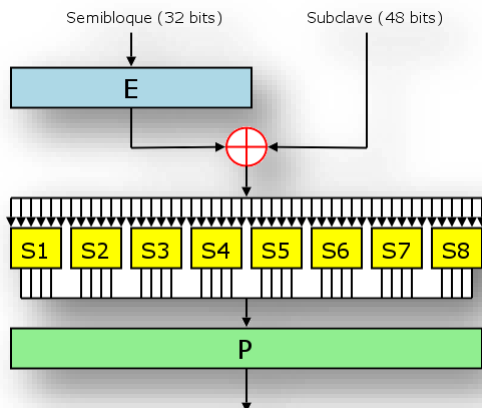 Semibloque (32 bits) Subclave (48 bits)
E
S1 S2 S3 S4 S5 S6 S7 S8
P